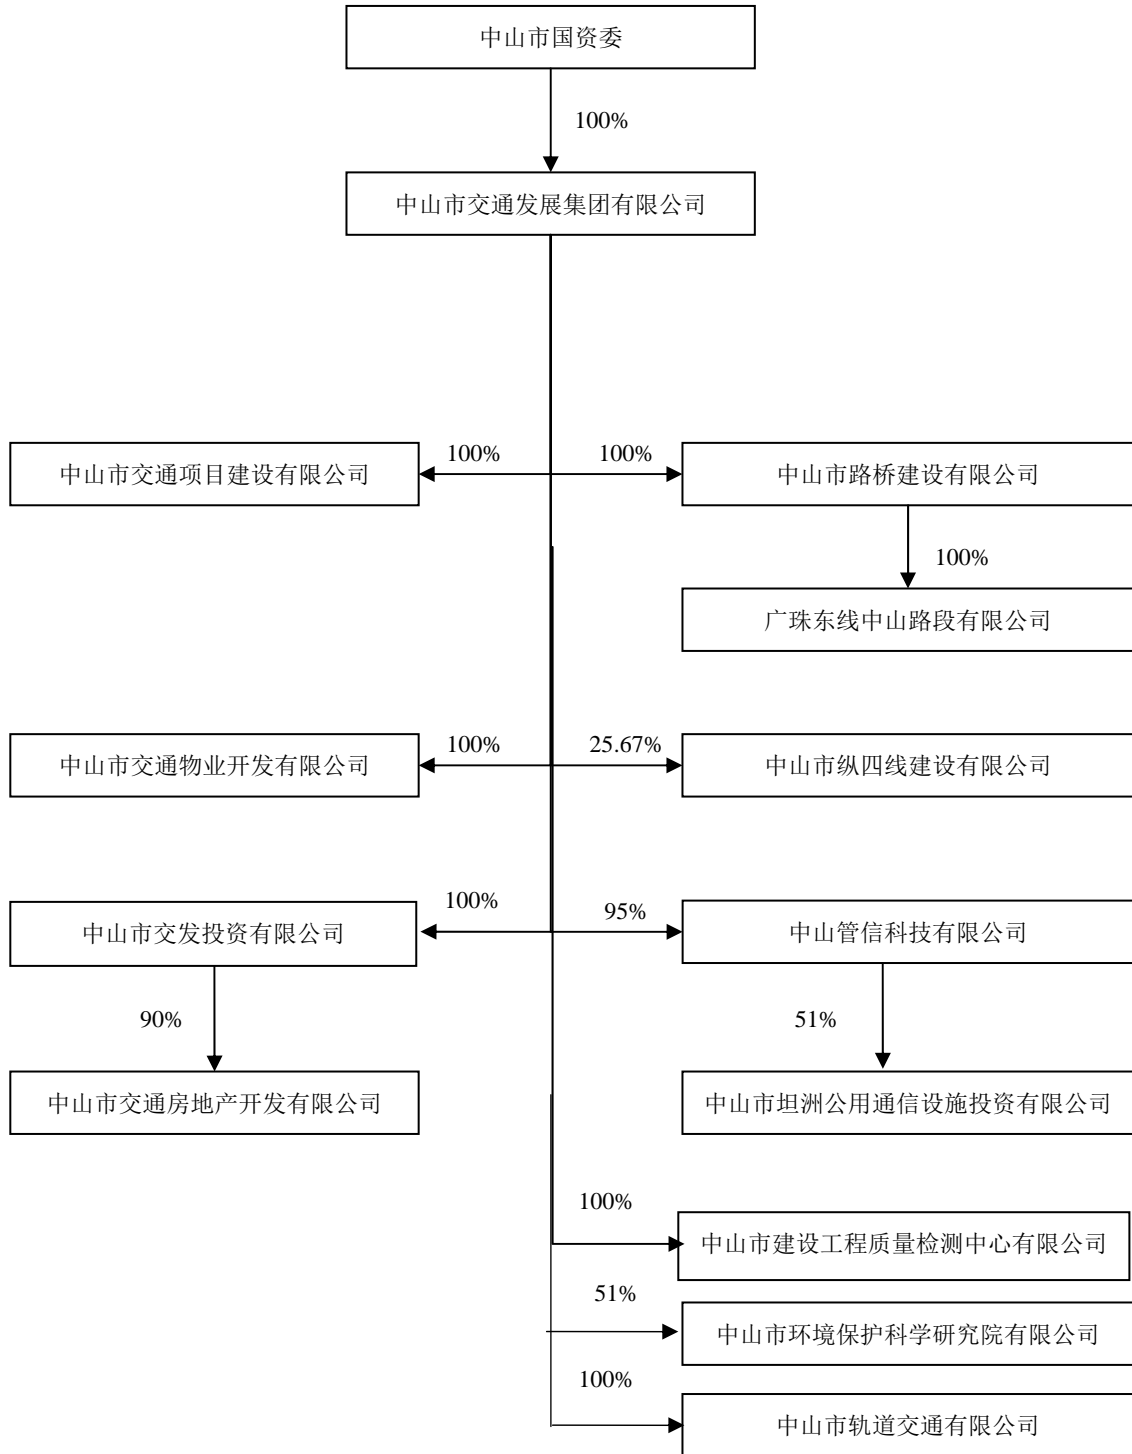 中山市国资委
100%
中山市交通发展集团有限公司
100%
100%
中山市交通项目建设有限公司
中山市路桥建设有限公司
100%
广珠东线中山路段有限公司
100%
25.67%
中山市交通物业开发有限公司
中山市纵四线建设有限公司
100%
95%
中山市交发投资有限公司
中山管信科技有限公司
90%
51%
中山市交通房地产开发有限公司
中山市坦洲公用通信设施投资有限公司
100%
中山市建设工程质量检测中心有限公司
51%
中山市环境保护科学研究院有限公司
100%
中山市轨道交通有限公司